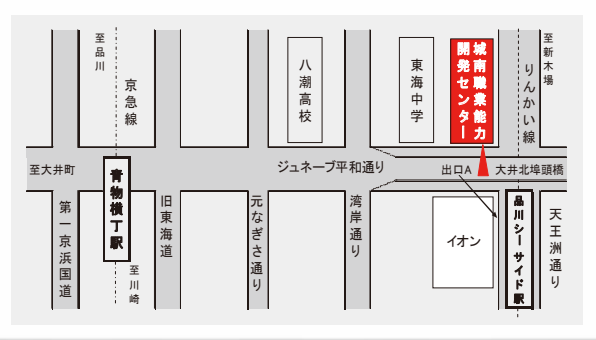 至品川
京急線
八潮高校
東海中学
城南職業能力
開発センター
りんかい線
至新木場
至大井町
ジュネーブ平和通り
出口A
大井北埠頭橋
青物横丁駅
第一京浜国道
至川崎
旧東海道
元なぎさ通り
湾岸通り
イオン
品川シーサイド駅
天王洲通り